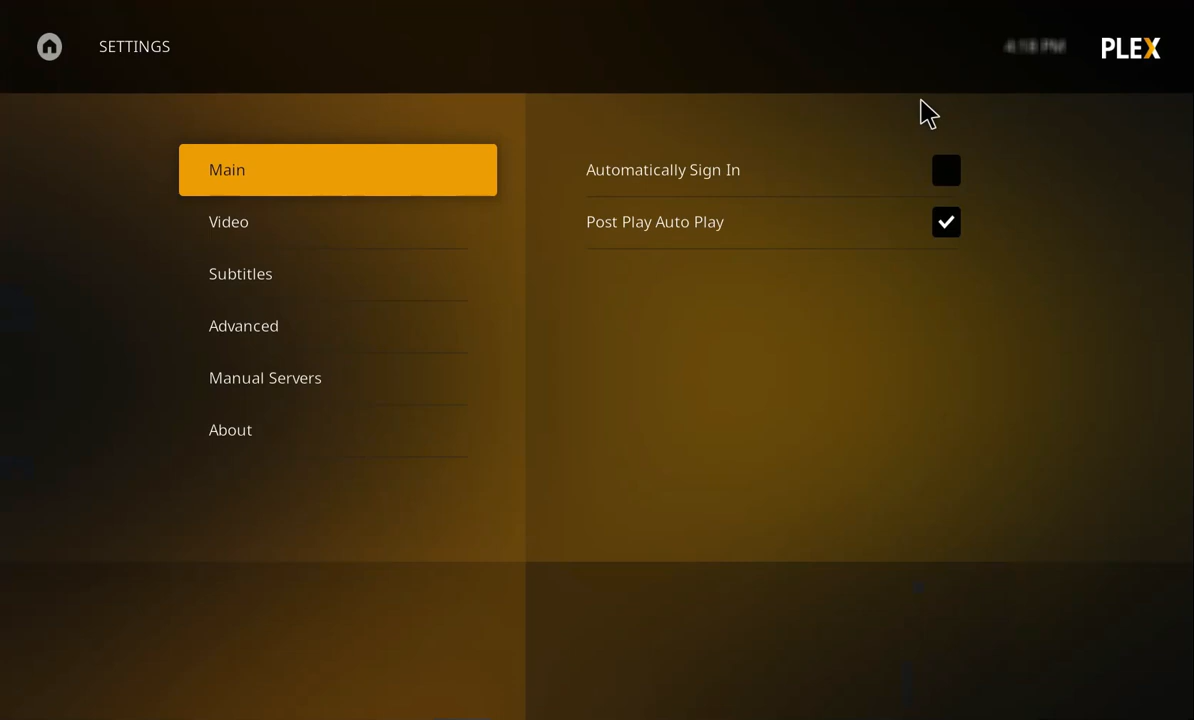 SETTINGS
PLEX
Main
Video
Subtitles
Advanced
Manual Servers
About
Automatically Sign In
Post Play Auto Play